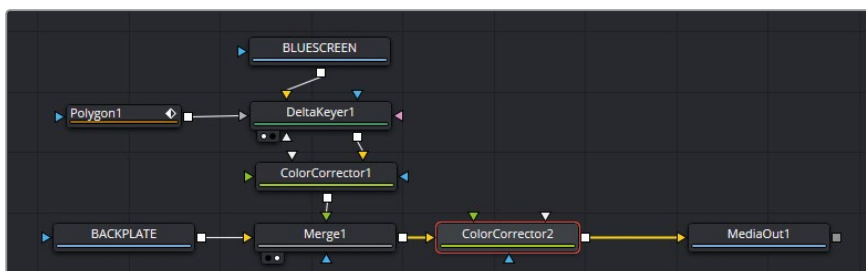 BLUESCREEN
Polygon1
DeltaKeyer1
ColorCorrector1
BACKPLATE
Merge1
ColorCorrector2
MediaOut1